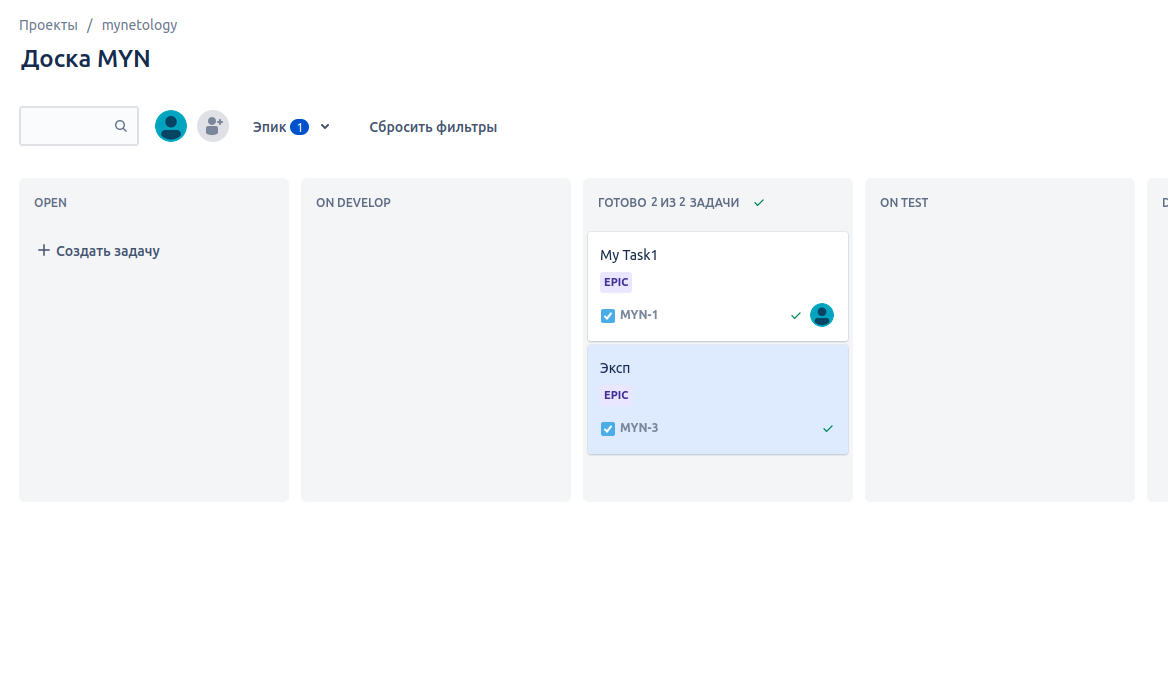 Проекты / mynetology
Доска MYN
Эпик 1
Сбросить фильтры
OPEN
Создать задачу
ON DEVELOP
ГОТОВО 2 ИЗ 2 ЗАДАЧИ
My Task1
EPIC
MYN-1
Эксп
EPIC
MYN-3
ON TEST